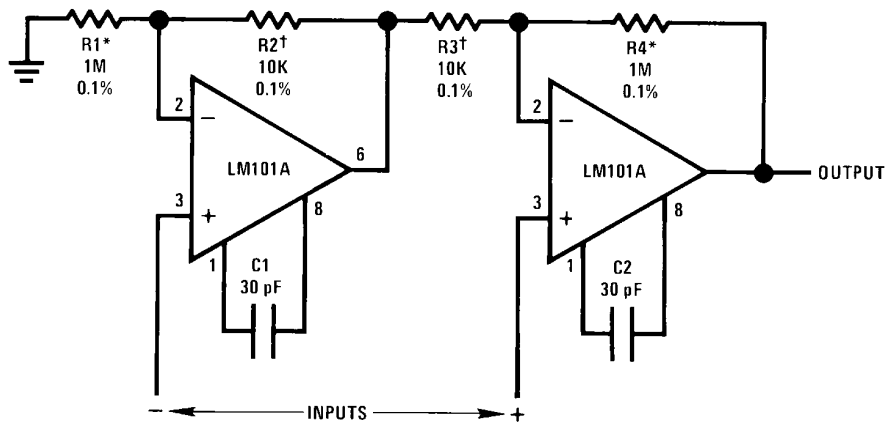 R1*
1M
0.1%
R2†
10K
0.1%
R3†
10K
0.1%
R4*
1M
0.1%
2
−
LM101A
6
3
+
8
1
C1
30 pF
2
−
LM101A
OUTPUT
3
+
8
1
C2
30 pF
− INPUTS +